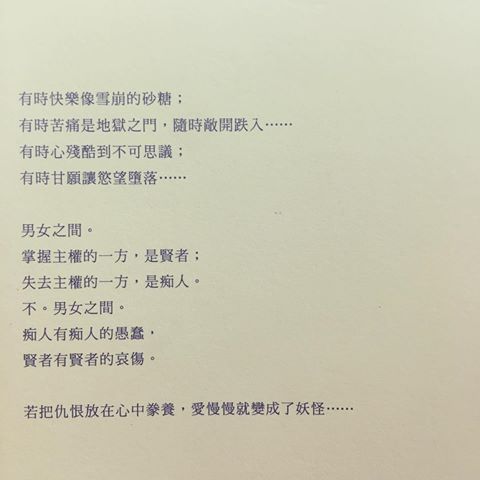 有時快樂像雪崩的砂糖；
有時苦痛是地獄之門，隨時敞開跌入⋯⋯
有時心殘酷到不可思議；
有時甘願讓慾望墮落⋯⋯
男女之間。
掌握主權的一方，是賢者；
失去主權的一方，是痴人。
不。男女之間。
痴人有痴人的愚蠢，
賢者有賢者的哀傷。
若把仇恨放在心中豢養，愛慢慢就變成了妖怪⋯⋯